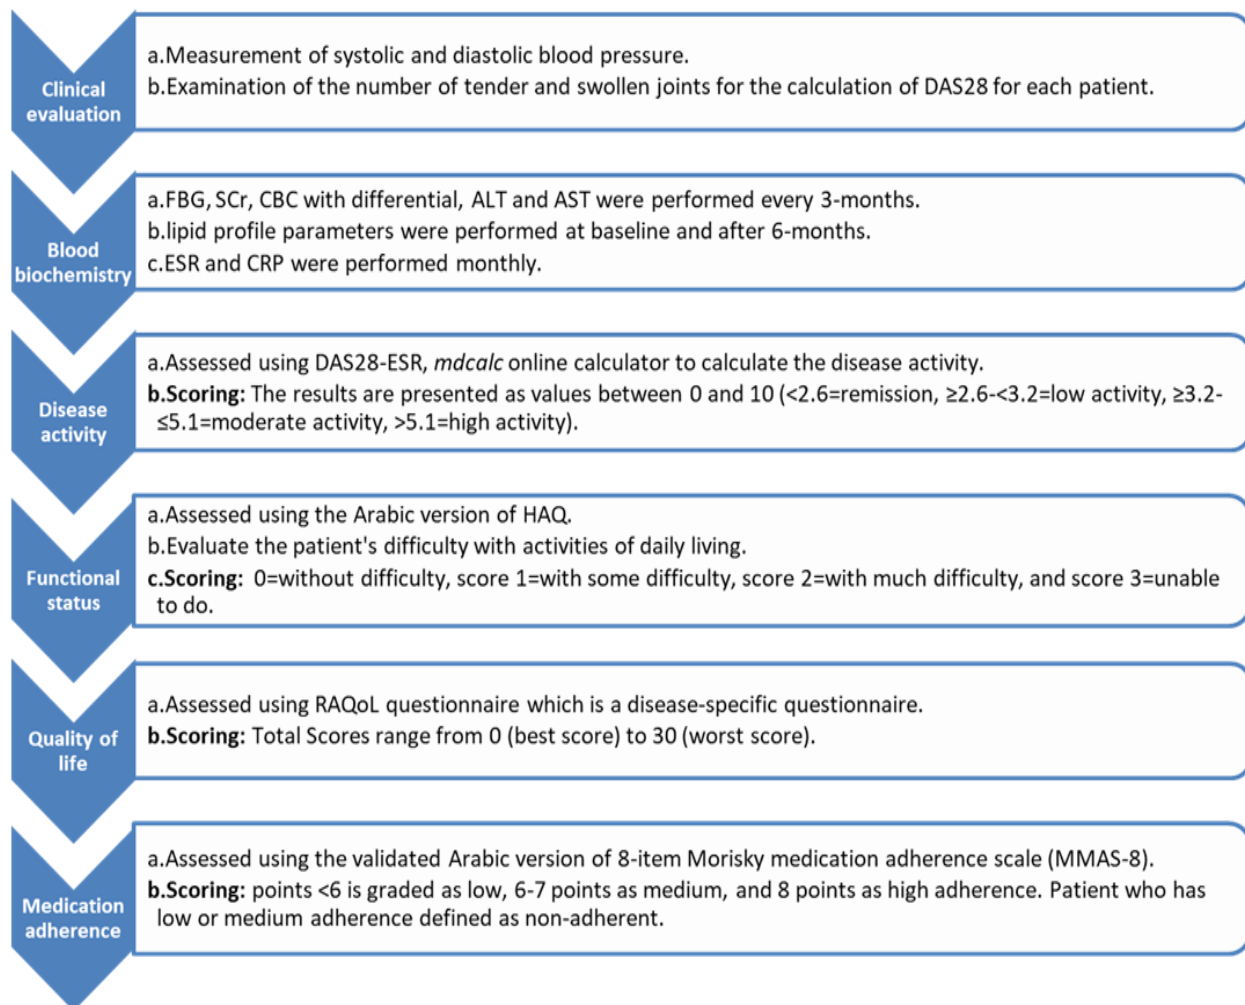 Clinical
evaluation
a.Measurement of systolic and diastolic blood pressure.
b.Examination of the number of tender and swollen joints for the calculation of DAS28 for each patient.
Blood
biochemistry
a.FBG, SCr, CBC with differential, ALT and AST were performed every 3-months.
b.lipid profile parameters were performed at baseline and after 6-months.
c.ESR and CRP were performed monthly.
Disease
activity
a.Assessed using DAS28-ESR, mdcalc online calculator to calculate the disease activity.
b.Scoring: The results are presented as values between 0 and 10 (<2.6=remission, ≥2.6-<3.2=low activity, ≥3.2-
≤5.1=moderate activity, >5.1=high activity).
Functional
status
a.Assessed using the Arabic version of HAQ.
b.Evaluate the patient's difficulty with activities of daily living.
c.Scoring: 0=without difficulty, score 1=with some difficulty, score 2=with much difficulty, and score 3=unable
to do.
Quality of
life
a.Assessed using RAQoL questionnaire which is a disease-specific questionnaire.
b.Scoring: Total Scores range from 0 (best score) to 30 (worst score).
Medication
adherence
a.Assessed using the validated Arabic version of 8-item Morisky medication adherence scale (MMAS-8).
b.Scoring: points <6 is graded as low, 6-7 points as medium, and 8 points as high adherence. Patient who has
low or medium adherence defined as non-adherent.